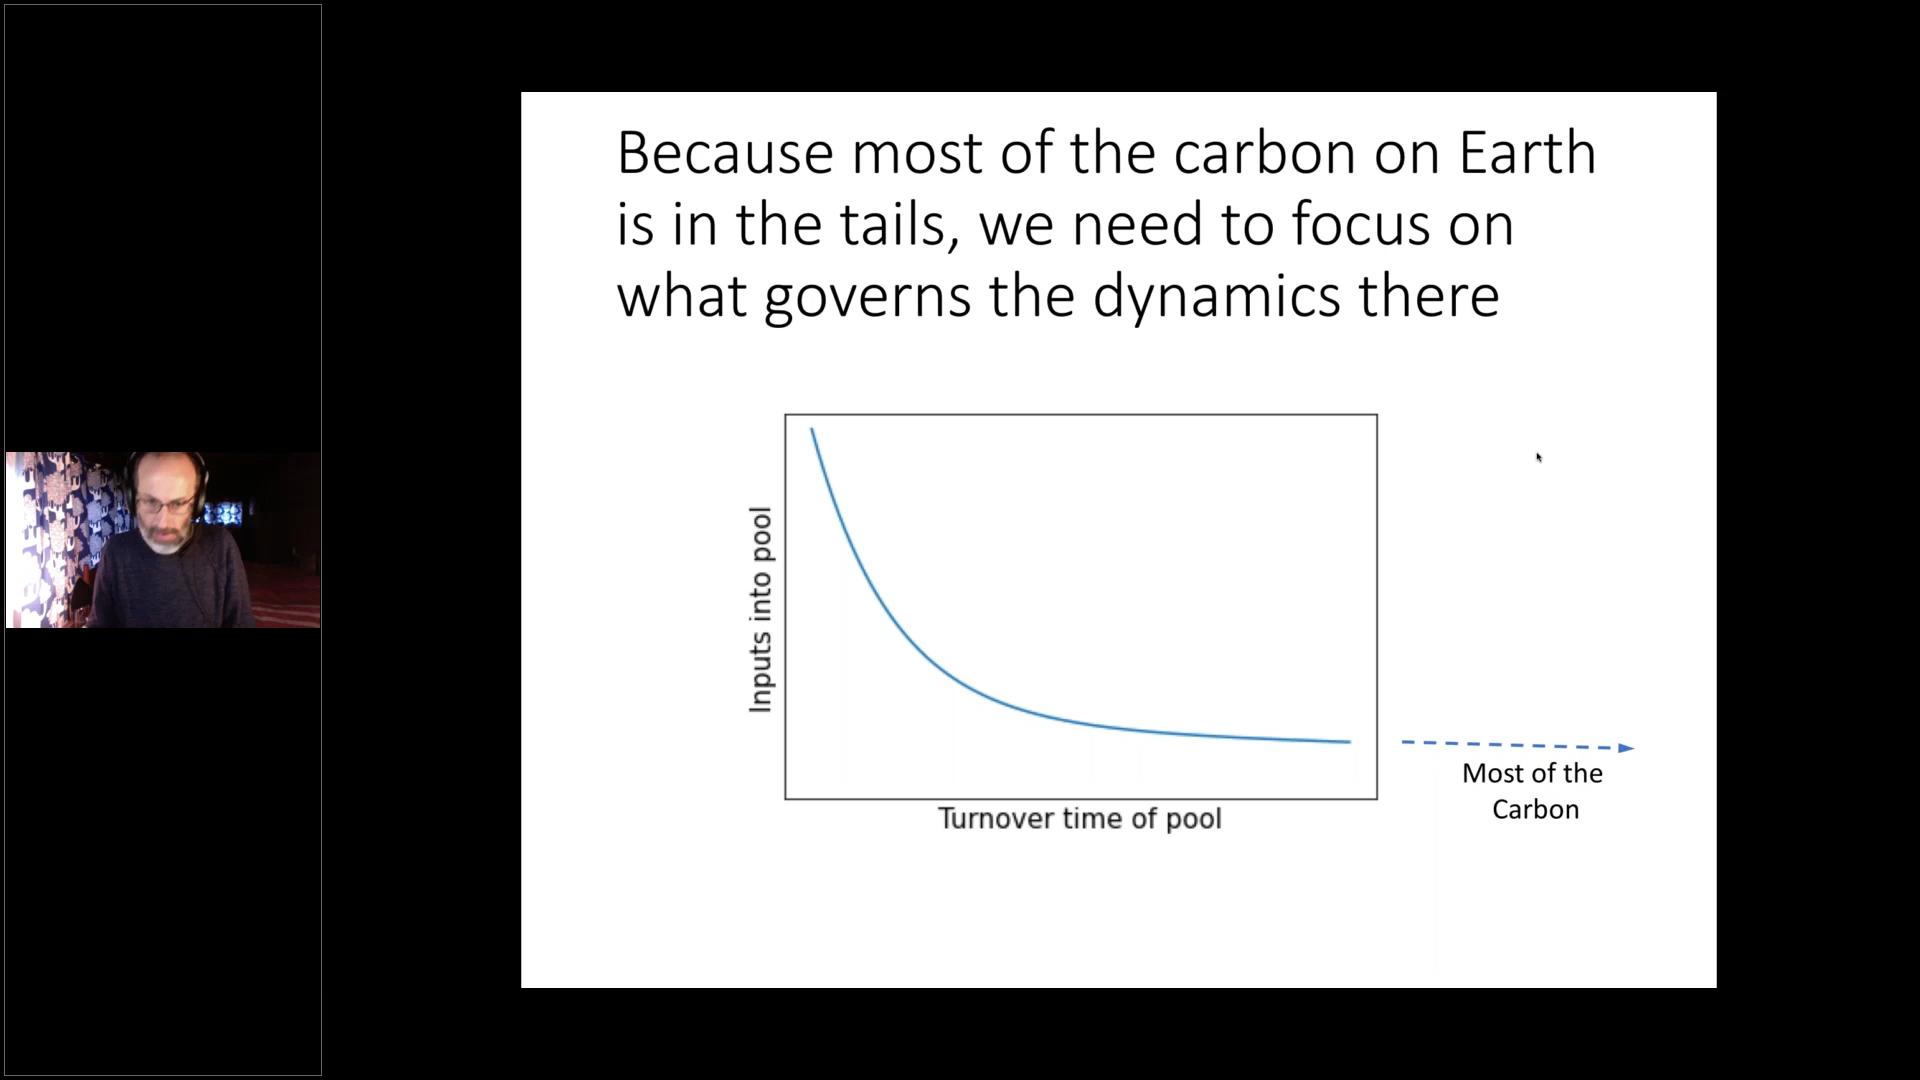 Because most of the carbon on Earth
is in the tails, we need to focus on
what governs the dynamics there
Inputs into pool
Turnover time of pool
Most of the
Carbon